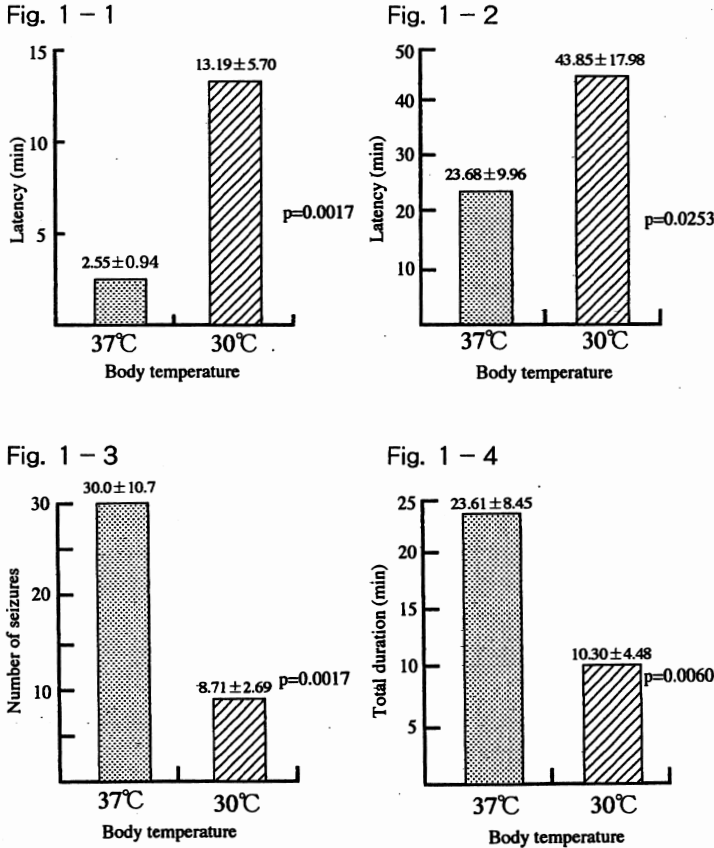 Fig. 1－1
15
10
5
Latency (min)
2.55±0.94
13.19±5.70
p=0.0017
37℃
30℃
Body temperature
Fig. 1－2
50
40
30
20
10
Latency (min)
23.68±9.96
43.85±17.98
p=0.0253
37℃
30℃
Body temperature
Fig. 1－3
30
20
10
Number of seizures
30.0±10.7
8.71±2.69
p=0.0017
37℃
30℃
Body temperature
Fig. 1－4
25
20
15
10
5
Total duration (min)
23.61±8.45
10.30±4.48
p=0.0060
37℃
30℃
Body temperature